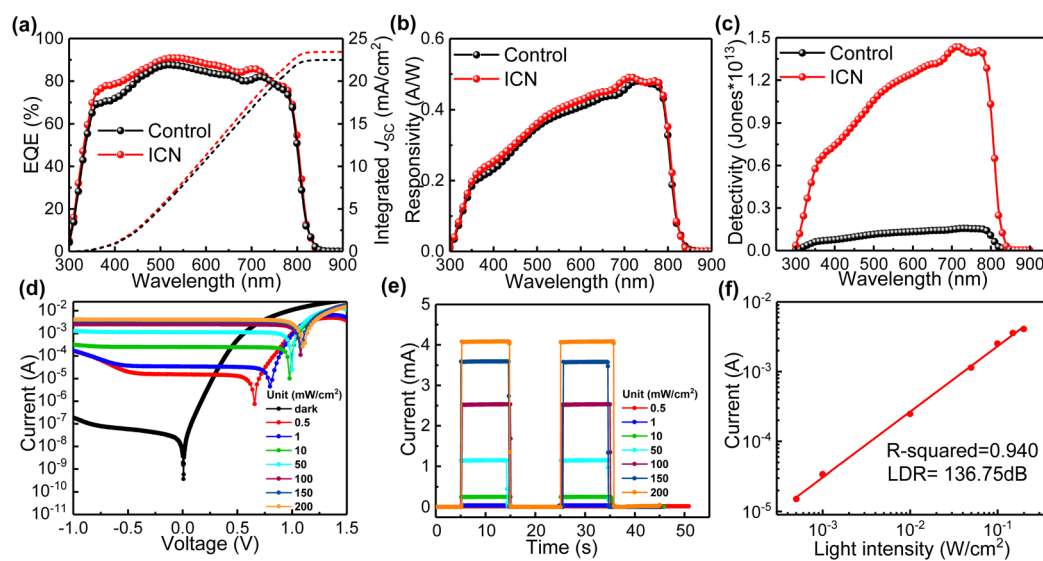 (a)
100
80
60
40
20
0
EQE (%)
Control
ICN
25
23
20
18
15
13
10
8
5
3
0
Integrated JSC (mA/cm²)
300 400 500 600 700 800 900
Wavelength (nm)
(b)
0.6
0.4
0.2
0.0
Responsivity (A/W)
Control
ICN
300 400 500 600 700 800 900
Wavelength (nm)
(c)
1.5
1.2
0.9
0.6
0.3
0.0
Detectivity (Jones*10¹³)
Control
ICN
300 400 500 600 700 800 900
Wavelength (nm)
(d)
10⁻²
10⁻³
10⁻⁴
10⁻⁵
10⁻⁶
10⁻⁷
10⁻⁸
10⁻⁹
10⁻¹⁰
10⁻¹¹
Current (A)
Unit (mW/cm²)
dark
0.5
1
10
50
100
150
200
-1.0 -0.5 0.0 0.5 1.0 1.5
Voltage (V)
(e)
5
4
3
2
1
0
Current (mA)
Unit (mW/cm²)
0.5
1
10
50
100
150
200
0 10 20 30 40 50
Time (s)
(f)
10⁻²
10⁻³
10⁻⁴
10⁻⁵
Current (A)
R-squared=0.940
LDR= 136.75dB
10⁻³ 10⁻² 10⁻¹
Light intensity (W/cm²)